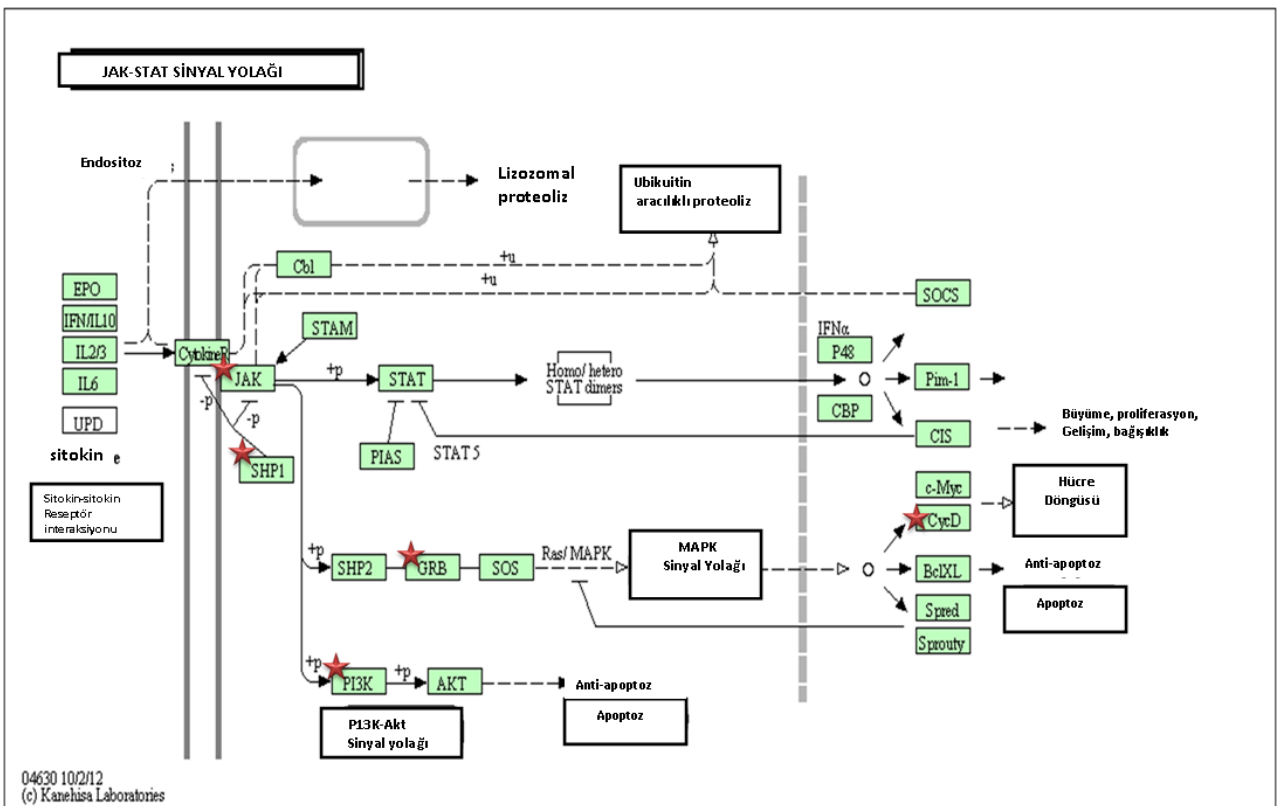 JAK-STAT SİNYAL YOLAĞI
Endositoz
Lizozomal
proteoliz
Ubikuitin
aracılıklı proteoliz
Cbl
+u
+u
EPO
IFN/IL10
IL2/3
IL6
UPD
sitokin e
Sitokin-sitokin
Reseptör
interaksiyonu
CytokineR
JAK
STAM
+p
STAT
Homo/ hetero
STAT dimers
IFNα
P48
CBP
SOCS
Pim-1
CIS
Büyüme, proliferasyon,
Gelişim, bağışıklık
-p
-p
SHP1
PIAS
STAT 5
c-Myc
CycD
Hücre
Döngüsü
+p
SHP2
GRB
SOS
Ras/ MAPK
MAPK
Sinyal Yolağı
BclXL
Anti-apoptoz
Apoptoz
Spred
Sprouty
+p
PI3K
+p
AKT
Anti-apoptoz
Apoptoz
P13K-Akt
Sinyal yolağı
04630 10/2/12
(c) Kanehisa Laboratories